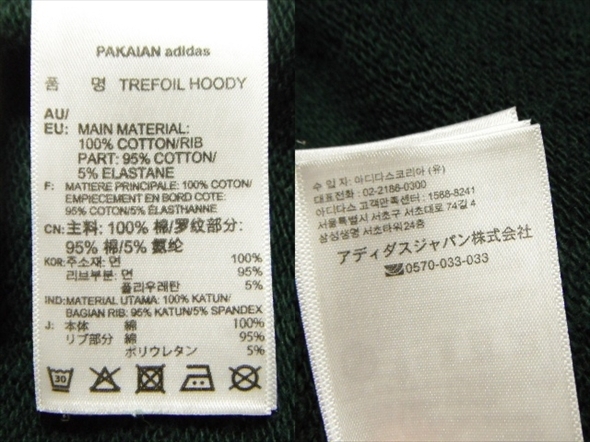 PAKAIAN adidas
품 명 TREFOIL HOODY
AU/
EU: MAIN MATERIAL:
100% COTTON/RIB
PART: 95% COTTON/
5% ELASTANE
F: MATIERE PRINCIPALE: 100% COTON/
EMPIECEMENT EN BORD COTE:
95% COTON/5% ÉLASTHANNE
CN: 主料: 100% 棉/罗纹部分:
95% 棉/5% 氨纶
KOR: 주소재: 면 100%
리브부분: 면 95%
폴리우레탄 5%
IND: MATERIAL UTAMA: 100% KATUN/
BAGIAN RIB: 95% KATUN/5% SPANDEX
J: 本体 綿 100%
リブ部分 綿 95%
ポリウレタン 5%
30
수 입 자: 아디다스코리아 (유)
대표전화 : 02-2186-0300
아디다스 고객만족센터 : 1588-8241
서울특별시 서초구 서초대로 74길 4
삼성생명 서초타워24층
アディダスジャパン株式会社
0570-033-033